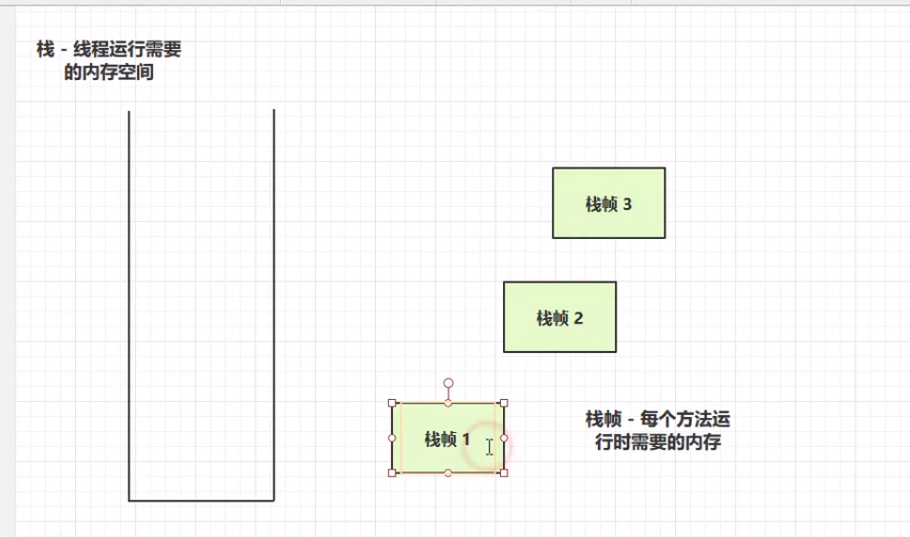 栈 - 线程运行需要
的内存空间
栈帧 3
栈帧 2
栈帧 1
栈帧 - 每个方法运
行时需要的内存